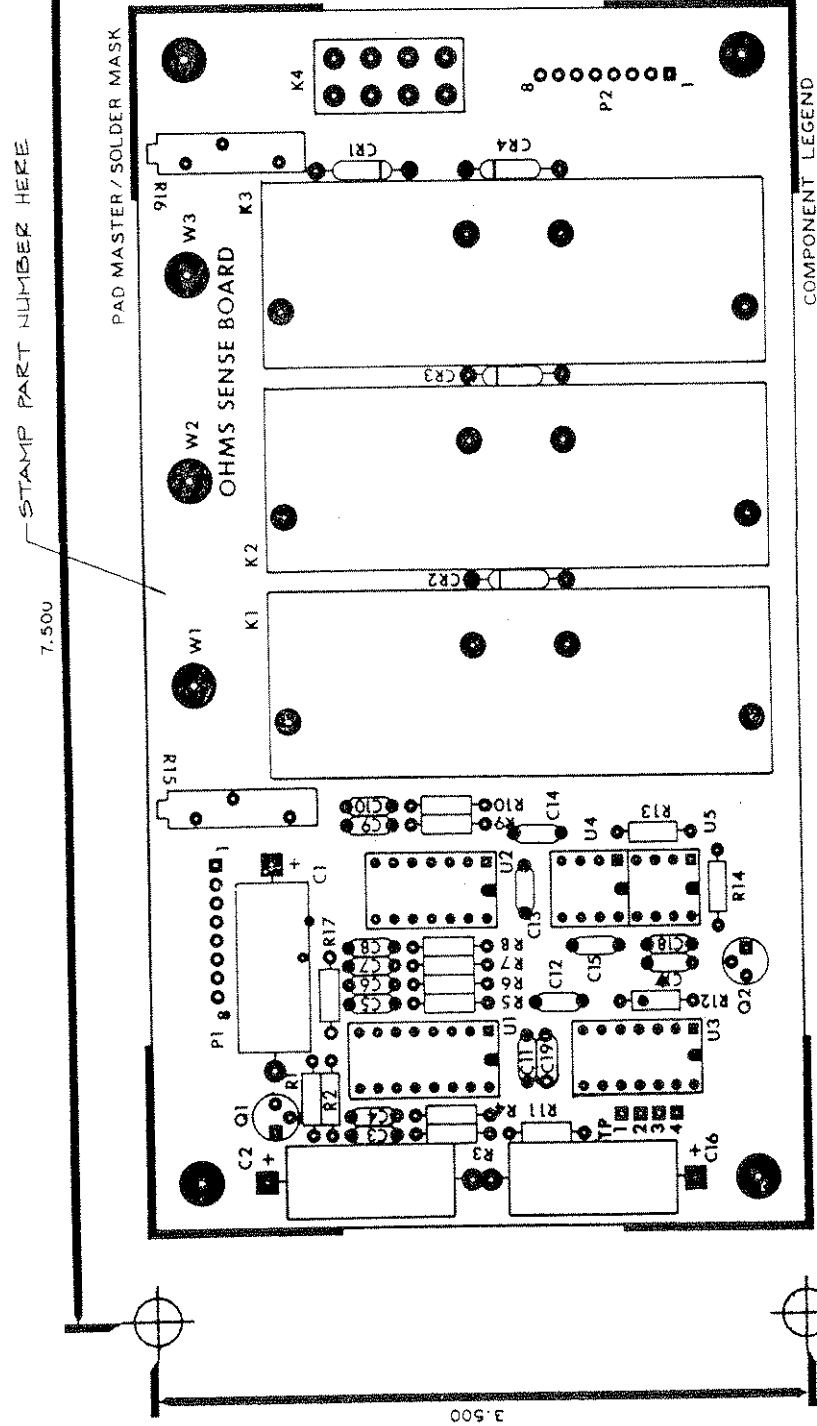 STAMP PART NUMBER HERE
7.500
PAD MASTER/SOLDER MASK
R16
K4
8
P2
1
W3
K3
CR1
CR4
OHMS SENSE BOARD
CR3
W2
K2
CR2
W1
K1
R15
C10
C9
R10
R9
C14
U4
R13
U5
1
+
C1
U2
C13
R14
P1
8
R17
C8
C7
C6
C5
R8
R7
R6
R5
C12
C15
C18
R12
Q2
U1
C11
C19
U3
Q1
R1
R2
C4
C3
R4
R3
R11
TP
1
2
3
4
C2
+
+
C16
COMPONENT LEGEND
3.500